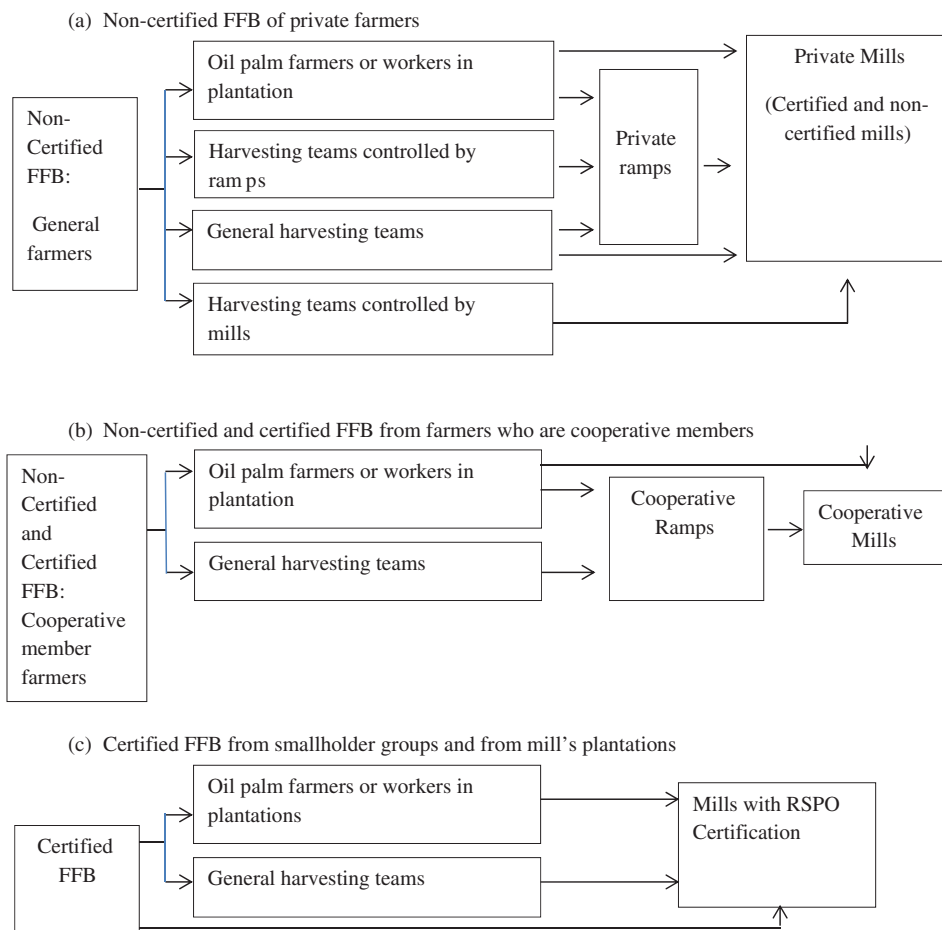 (a) Non-certified FFB of private farmers
Non-
Certified
FFB:
General
farmers
Oil palm farmers or workers in
plantation
Harvesting teams controlled by
ram ps
General harvesting teams
Harvesting teams controlled by
mills
Private
ramps
Private Mills
(Certified and non-
certified mills)
(b) Non-certified and certified FFB from farmers who are cooperative members
Non-
Certified
and
Certified
FFB:
Cooperative
member
farmers
Oil palm farmers or workers in
plantation
General harvesting teams
Cooperative
Ramps
Cooperative
Mills
(c) Certified FFB from smallholder groups and from mill's plantations
Certified
FFB
Oil palm farmers or workers in
plantations
General harvesting teams
Mills with RSPO
Certification